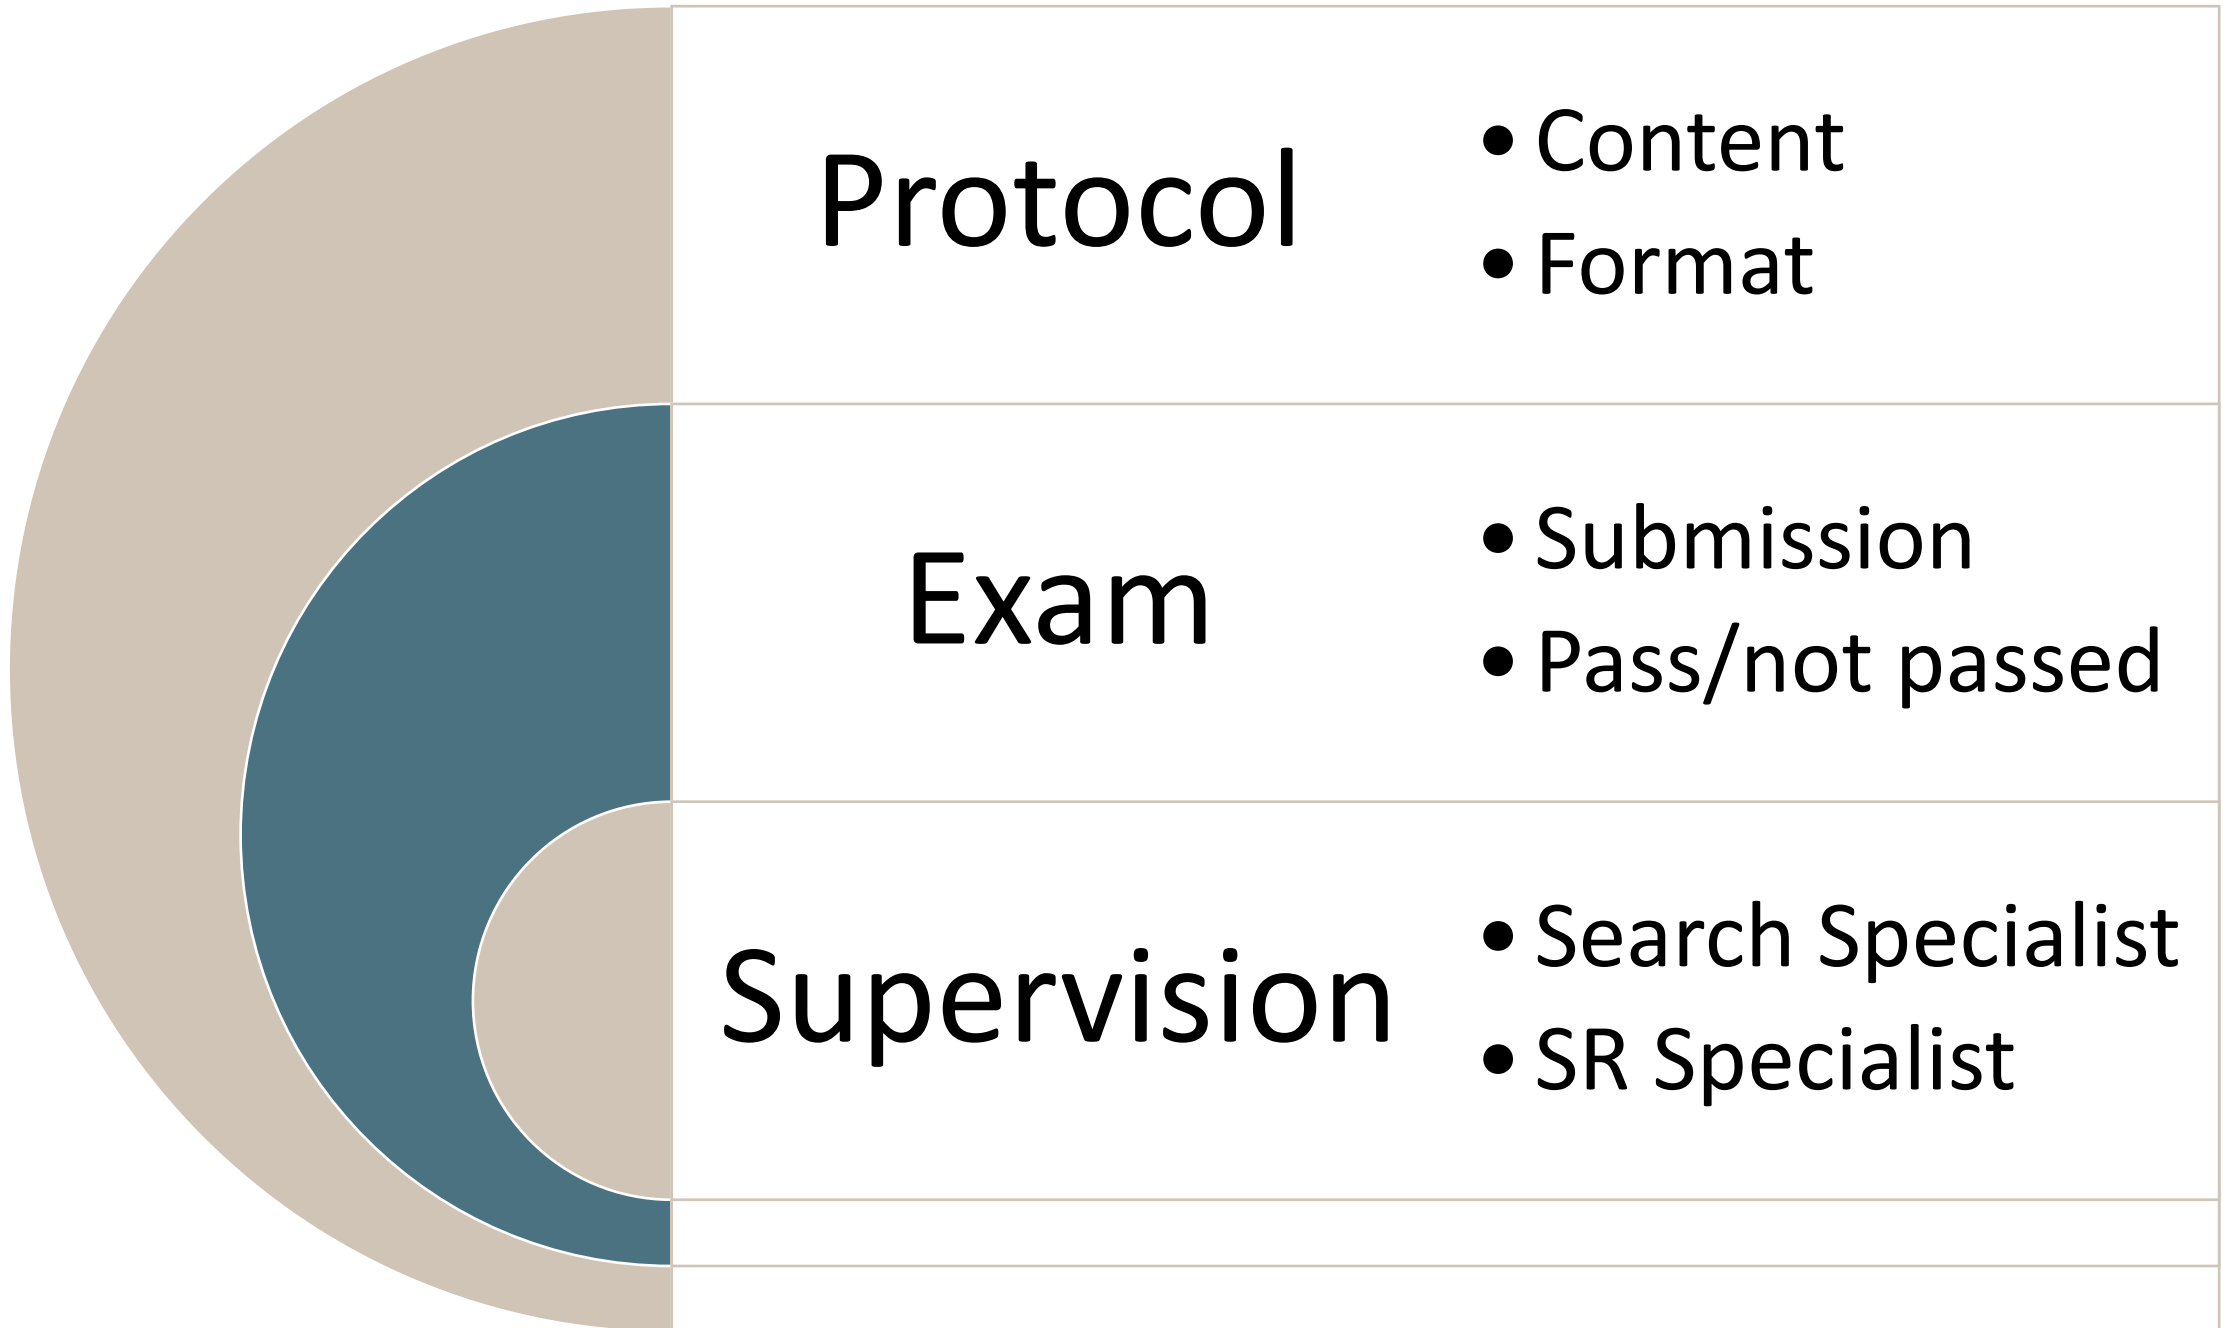 Protocol
• Content
• Format
Exam
• Submission
• Pass/not passed
Supervision
• Search Specialist
• SR Specialist